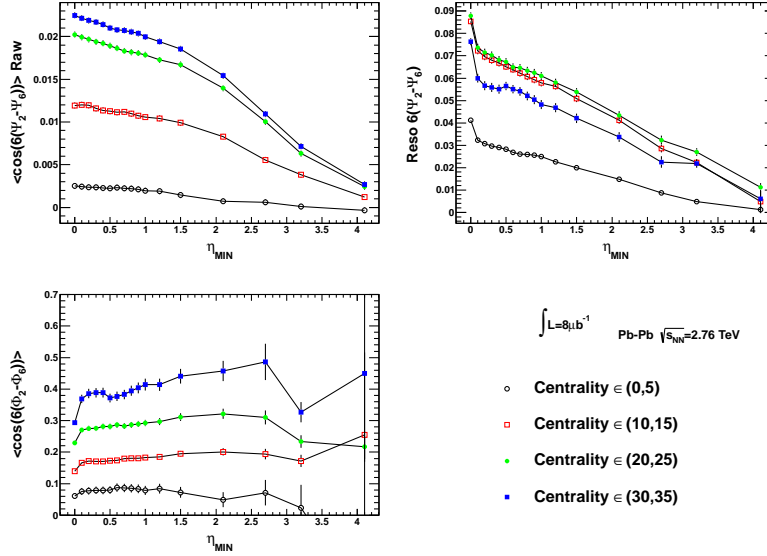 <cos(6(Ψ₂-Ψ₆))> Raw
0.02
0.015
0.01
0.005
0
0 0.5 1 1.5 2 2.5 3 3.5 4
η_MIN
Reso 6(Ψ₂-Ψ₆)
0.09
0.08
0.07
0.06
0.05
0.04
0.03
0.02
0.01
0
0 0.5 1 1.5 2 2.5 3 3.5 4
η_MIN
<cos(6(Φ₂-Φ₆))>
0.7
0.6
0.5
0.4
0.3
0.2
0.1
0
0 0.5 1 1.5 2 2.5 3 3.5 4
η_MIN
∫L=8μb⁻¹
Pb-Pb √s_NN=2.76 TeV
Centrality ∈ (0,5)
Centrality ∈ (10,15)
Centrality ∈ (20,25)
Centrality ∈ (30,35)